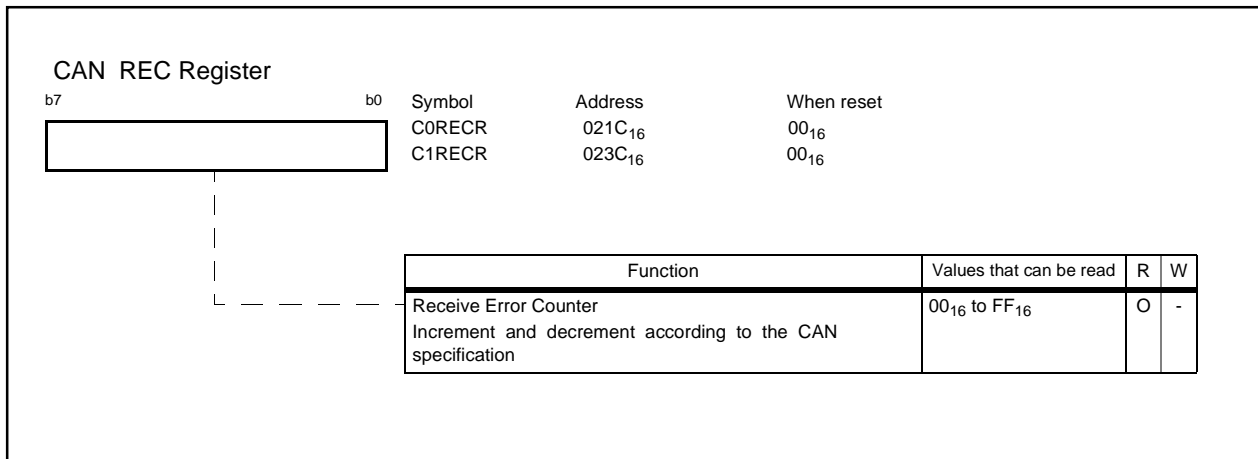 CAN REC Register
b7 b0 Symbol Address When reset
C0RECR 021C16 0016
C1RECR 023C16 0016
Function Values that can be read R W
Receive Error Counter 0016 to FF16 O -
Increment and decrement according to the CAN
specification